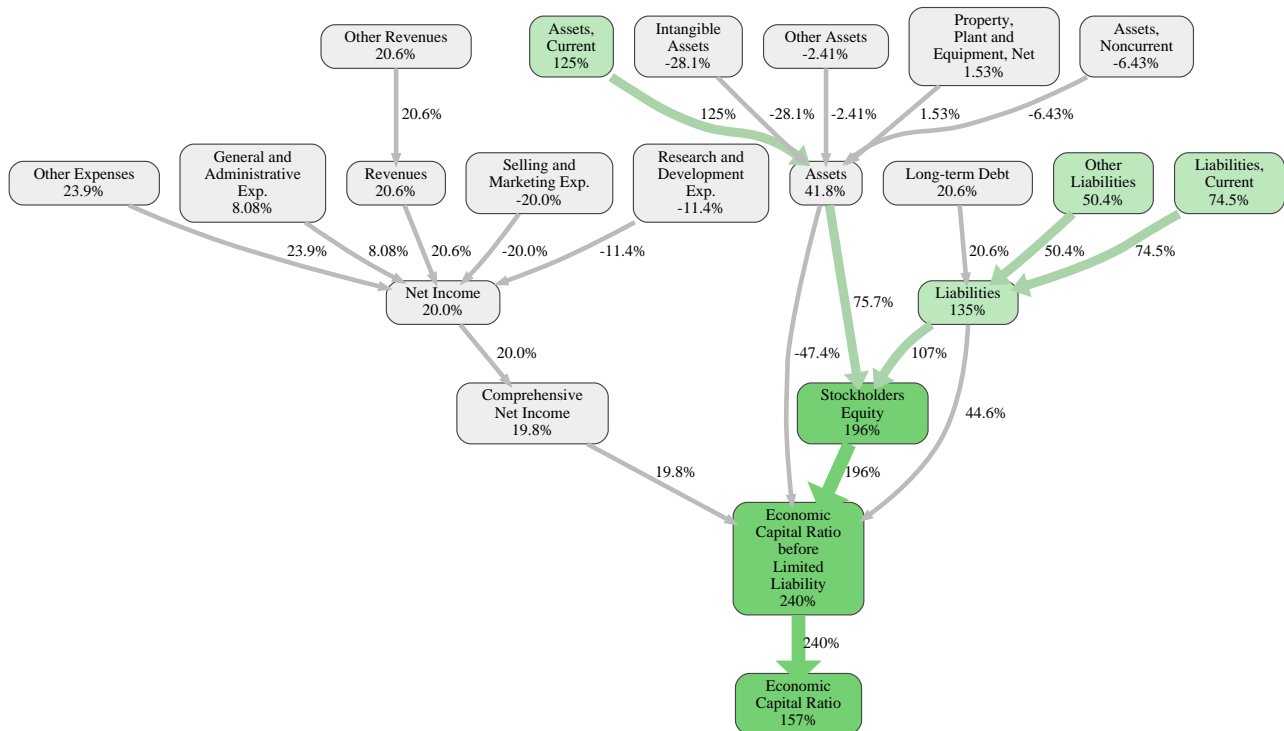 Other Revenues
20.6%
Assets,
Current
125%
Intangible
Assets
-28.1%
Other Assets
-2.41%
Property,
Plant and
Equipment, Net
1.53%
Assets,
Noncurrent
-6.43%
20.6%
125%
-28.1%
-2.41%
1.53%
-6.43%
Other Expenses
23.9%
General and
Administrative
Exp.
8.08%
Revenues
20.6%
Selling and
Marketing Exp.
-20.0%
Research and
Development
Exp.
-11.4%
Assets
41.8%
Long-term Debt
20.6%
Other
Liabilities
50.4%
Liabilities,
Current
74.5%
23.9%
8.08%
20.6%
-20.0%
-11.4%
20.6%
50.4%
74.5%
Net Income
20.0%
75.7%
Liabilities
135%
20.0%
-47.4%
107%
Comprehensive
Net Income
19.8%
Stockholders
Equity
196%
44.6%
19.8%
196%
Economic
Capital Ratio
before
Limited
Liability
240%
240%
Economic
Capital Ratio
157%